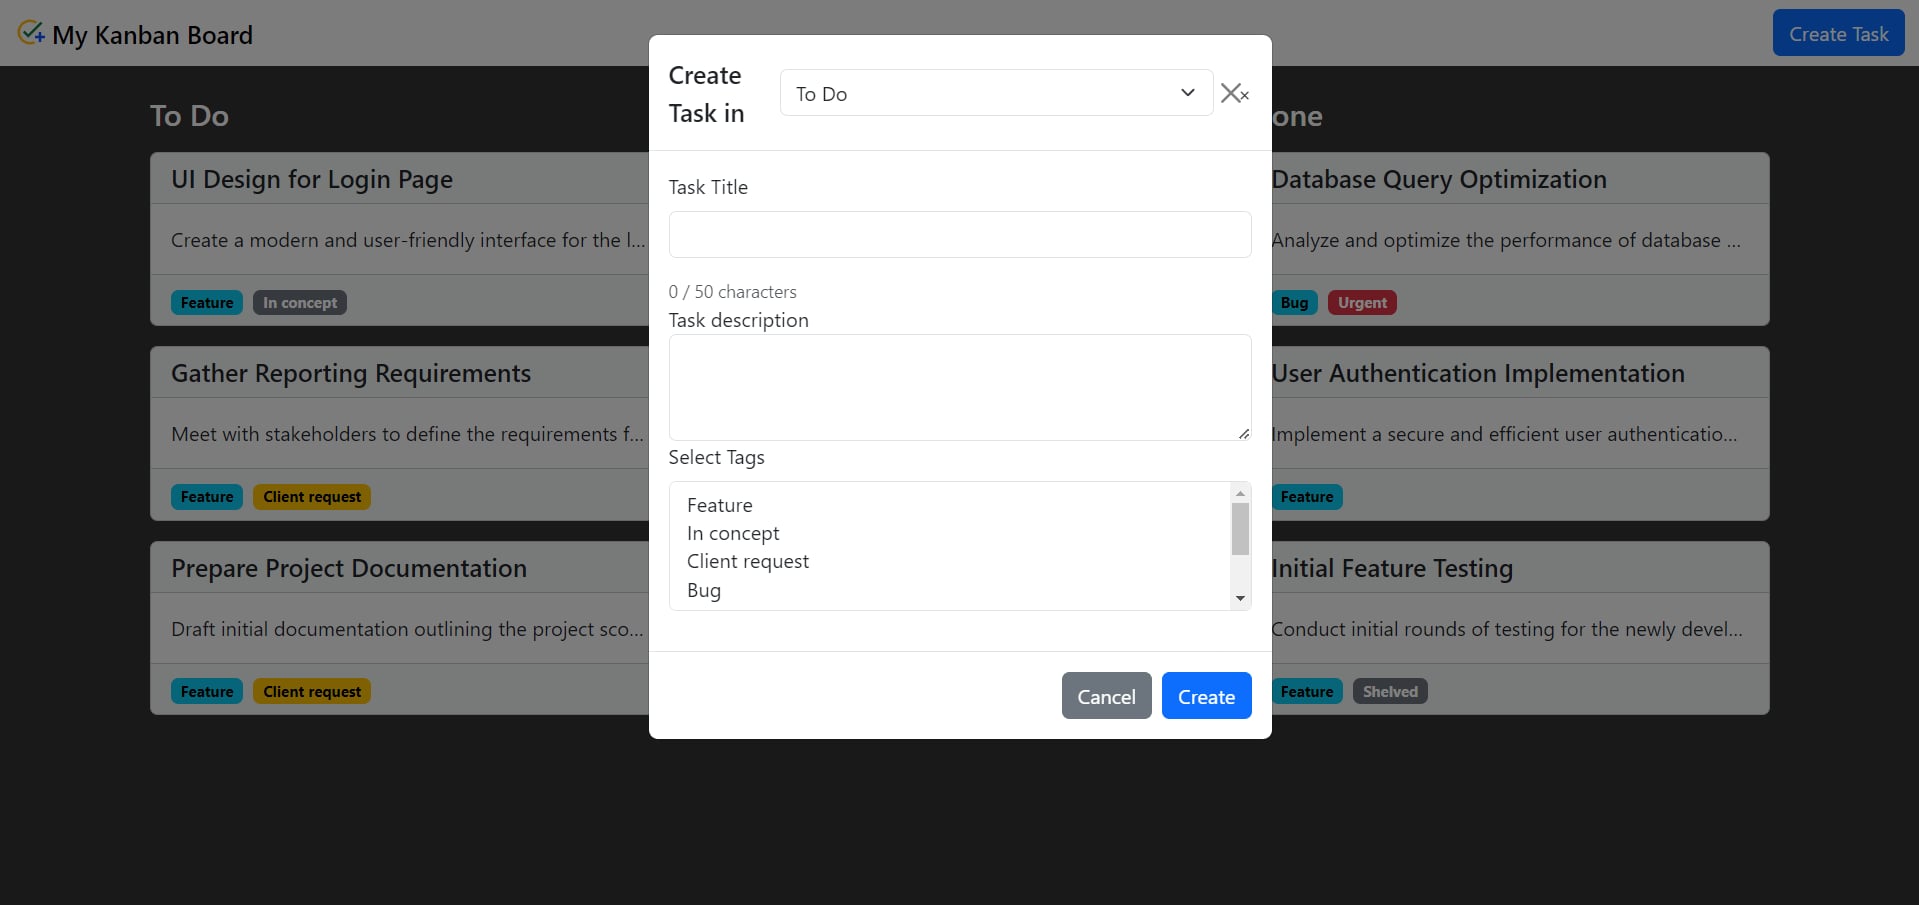 My Kanban Board
Create Task
To Do
UI Design for Login Page
Create a modern and user-friendly interface for the l...
Feature
In concept
Gather Reporting Requirements
Meet with stakeholders to define the requirements f...
Feature
Client request
Prepare Project Documentation
Draft initial documentation outlining the project sco...
Feature
Client request
Create
Task in
To Do
Task Title
0 / 50 characters
Task description
Select Tags
Feature
In concept
Client request
Bug
Cancel
Create
one
Database Query Optimization
Analyze and optimize the performance of database ...
Bug
Urgent
User Authentication Implementation
Implement a secure and efficient user authenticatio...
Feature
Initial Feature Testing
Conduct initial rounds of testing for the newly devel...
Feature
Shelved